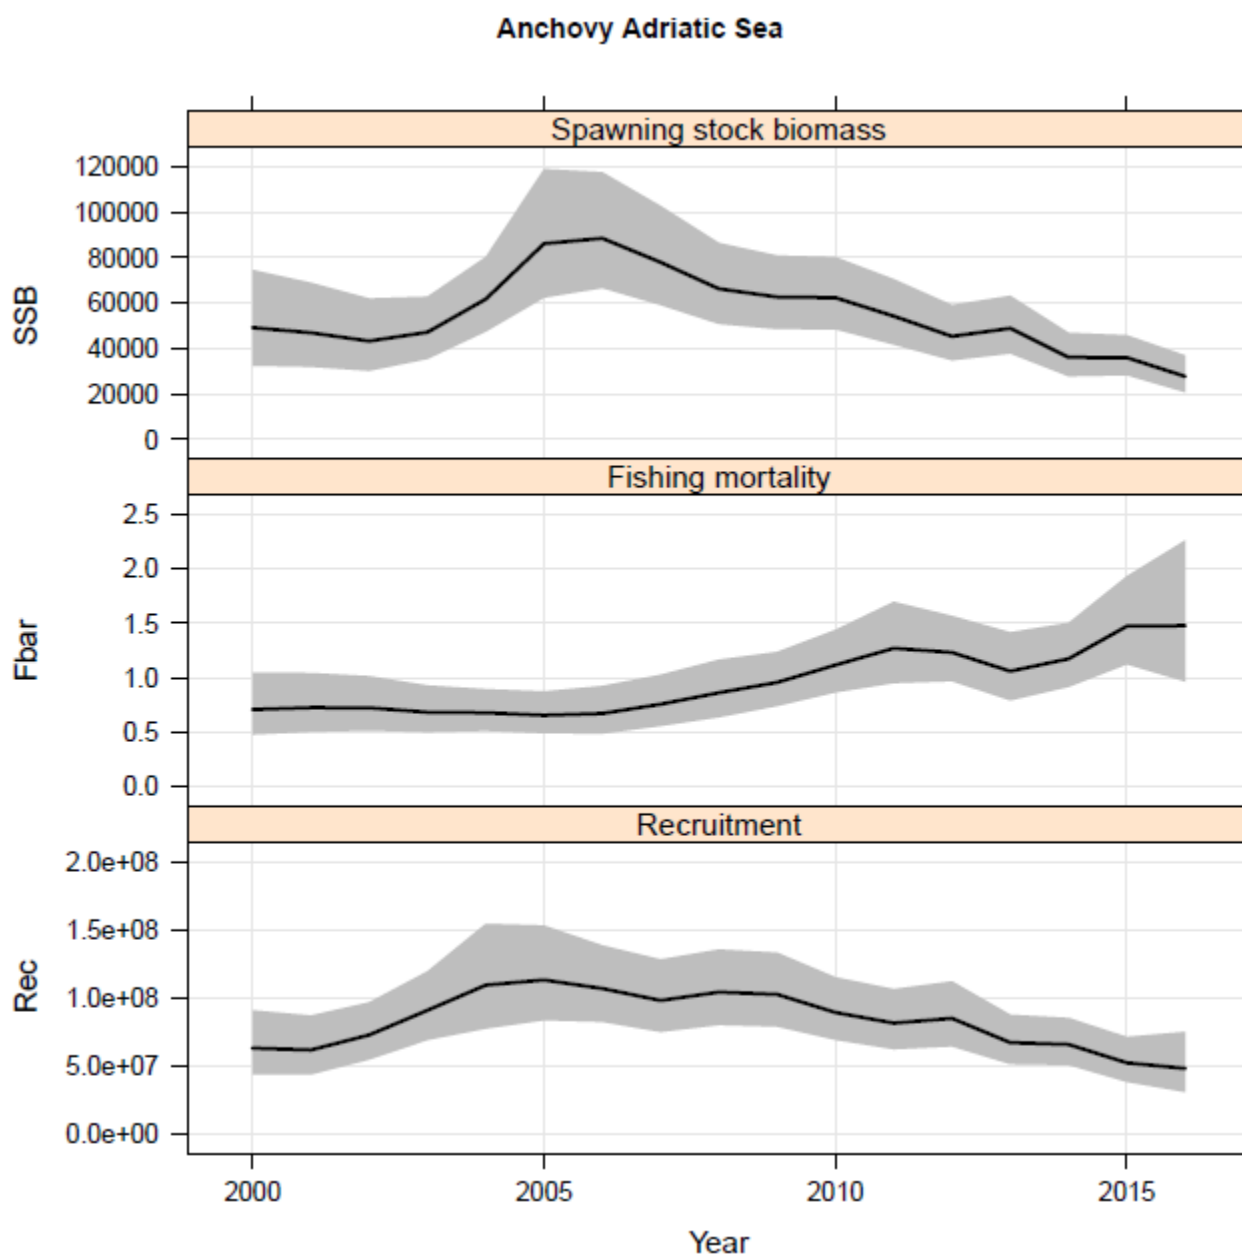 Anchovy Adriatic Sea
Spawning stock biomass
120000
100000
80000
60000
40000
20000
0
SSB
Fishing mortality
2.5
2.0
1.5
1.0
0.5
0.0
Fbar
Recruitment
2.0e+08
1.5e+08
1.0e+08
5.0e+07
0.0e+00
Rec
2000 2005 2010 2015
Year